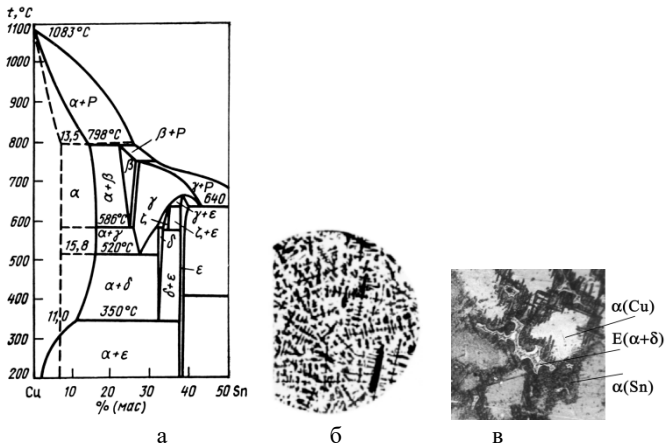 t,°C
1100
1083°C
1000
α+P
900
13,5 798°C
800
β+P
β
700
γ+P
640
α
α+β
γ
γ+ε
600
586°C
ζ
ζ+ε
α+γ
δ
15,8 520°C
500
ε
α+δ
δ+ε
400
11,0 350°C
300
α+ε
200
Cu 10 20 30 40 50 Sn
% (мас)
α(Cu)
E(α+δ)
α(Sn)
а б в